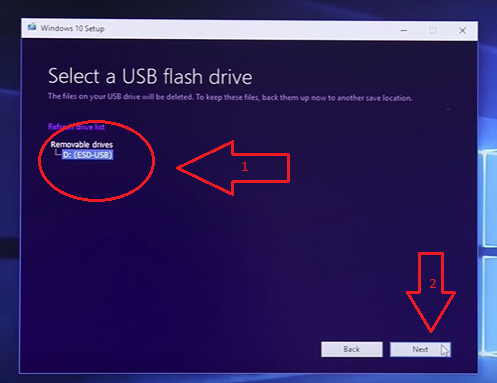 Windows 10 Setup
Select a USB flash drive
The files on your USB drive will be deleted. To keep these files, back them up now to another save location.
Refresh drive list
Removable drives
D: (ESD-USB)
1
2
Back
Next